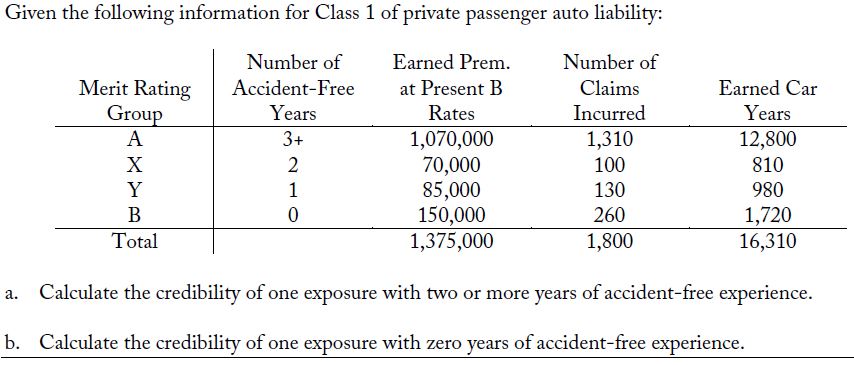 Given the following information for Class 1 of private passenger auto liability:
Number of Earned Prem. Number of
Merit Rating Accident-Free at Present B Claims Earned Car
Group Years Rates Incurred Years
A 3+ 1,070,000 1,310 12,800
X 2 70,000 100 810
Y 1 85,000 130 980
B 0 150,000 260 1,720
Total 1,375,000 1,800 16,310
a. Calculate the credibility of one exposure with two or more years of accident-free experience.
b. Calculate the credibility of one exposure with zero years of accident-free experience.